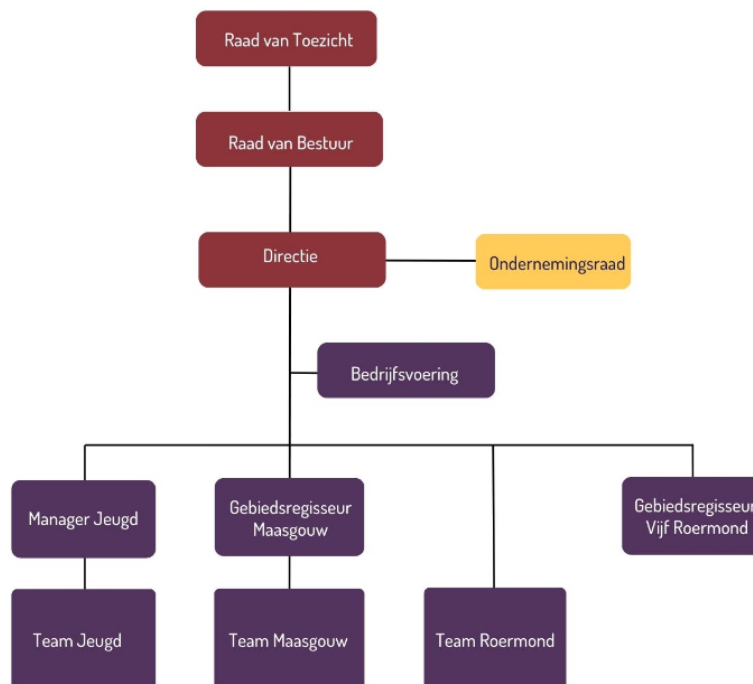 Raad van Toezicht
Raad van Bestuur
Directie
Ondernemingsraad
Bedrijfsvoering
Manager Jeugd
Gebiedsregisseur
Maasgouw
Gebiedsregisseur
Vijf Roermond
Team Jeugd
Team Maasgouw
Team Roermond